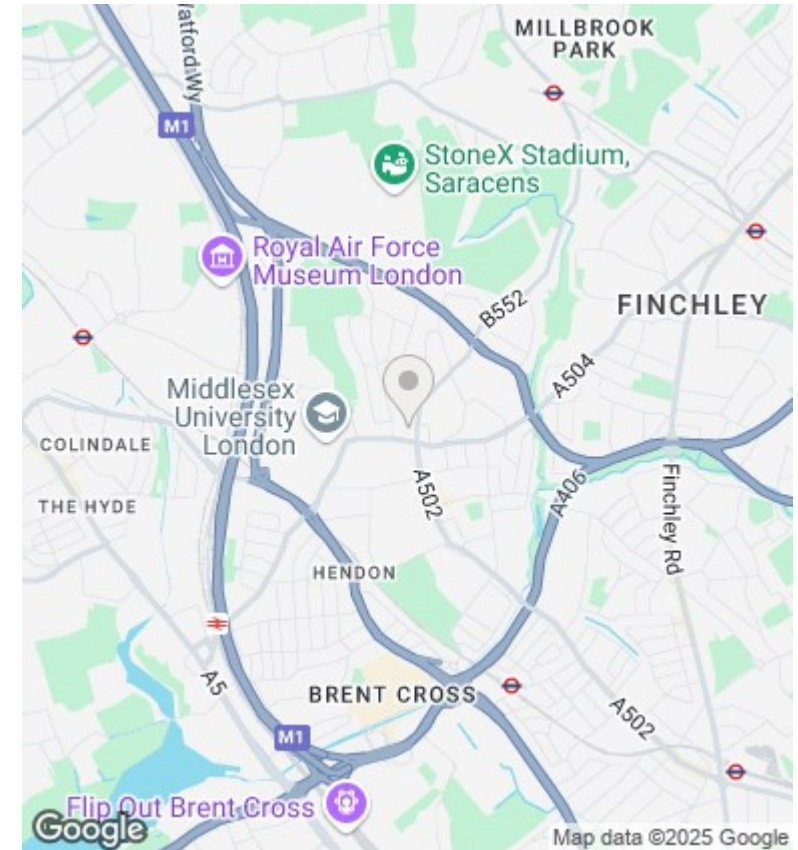 Watford Wy
MILLBROOK
PARK
M1
StoneX Stadium,
Saracens
Royal Air Force
Museum London
B552
FINCHLEY
A504
Middlesex
University
London
COLINDALE
A502
A406
Finchley Rd
THE HYDE
HENDON
A5
BRENT CROSS
A502
M1
Flip Out Brent Cross
Google
Map data ©2025 Google